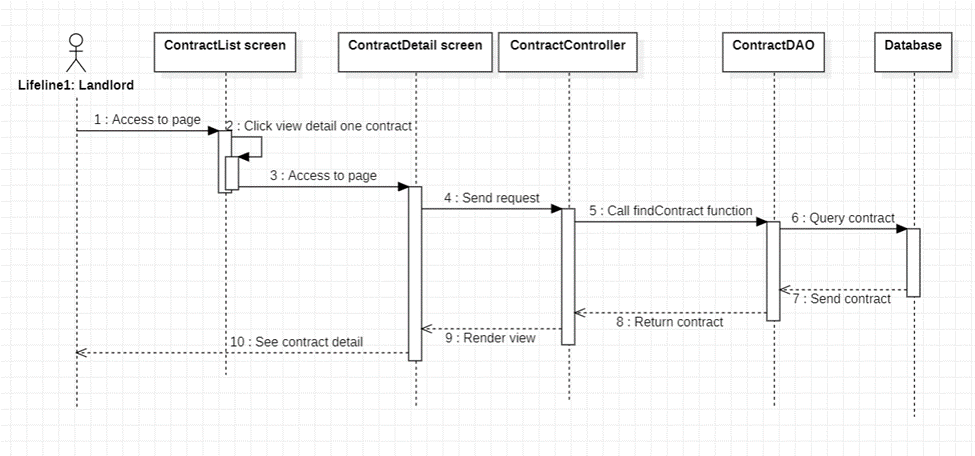 ContractList screen
ContractDetail screen
ContractController
ContractDAO
Database
Lifeline1: Landlord
1 : Access to page
2 : Click view detail one contract
3 : Access to page
4 : Send request
5 : Call findContract function
6 : Query contract
7 : Send contract
8 : Return contract
9 : Render view
10 : See contract detail